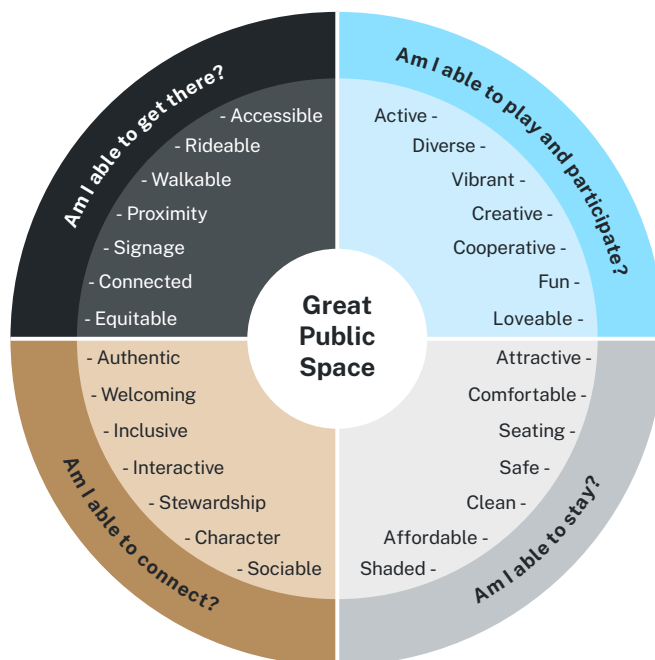 Am I able to get there?
- Accessible
- Rideable
- Walkable
- Proximity
- Signage
- Connected
- Equitable
Am I able to play and participate?
Active -
Diverse -
Vibrant -
Creative -
Cooperative -
Fun -
Loveable -
Great
Public
Space
- Authentic
- Welcoming
- Inclusive
- Interactive
- Stewardship
- Character
- Sociable
Am I able to connect?
Attractive -
Comfortable -
Seating -
Safe -
Clean -
Affordable -
Shaded -
Am I able to stay?